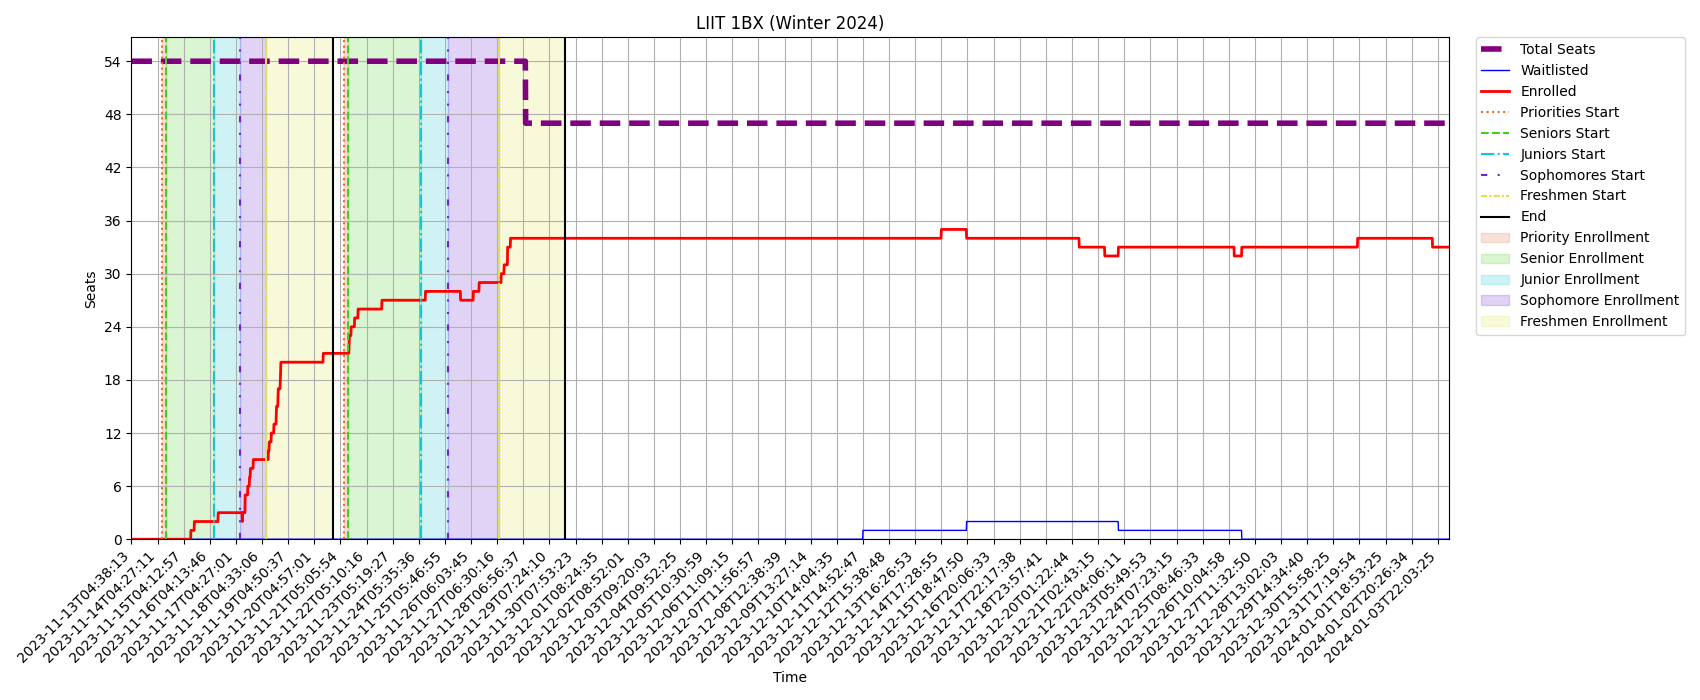 LIIT 1BX (Winter 2024)
Seats
54
48
42
36
30
24
18
12
6
0
2023-11-13T04:38:13
2023-11-14T04:27:11
2023-11-15T04:12:57
2023-11-16T04:13:46
2023-11-17T04:27:01
2023-11-18T04:33:06
2023-11-19T04:50:37
2023-11-20T04:57:01
2023-11-21T05:05:54
2023-11-22T05:10:16
2023-11-23T05:19:27
2023-11-24T05:35:36
2023-11-25T05:46:55
2023-11-26T06:03:45
2023-11-27T06:30:16
2023-11-28T06:56:37
2023-11-29T07:24:10
2023-11-30T07:53:23
2023-12-01T08:24:35
2023-12-02T08:52:01
2023-12-03T09:20:03
2023-12-04T09:52:25
2023-12-05T10:30:59
2023-12-06T11:09:15
2023-12-07T11:56:57
2023-12-08T12:38:39
2023-12-09T13:27:14
2023-12-10T14:04:35
2023-12-11T14:52:47
2023-12-12T15:38:48
2023-12-13T16:26:53
2023-12-14T17:28:55
2023-12-15T18:47:50
2023-12-16T20:06:33
2023-12-17T22:17:38
2023-12-18T23:57:41
2023-12-20T01:22:44
2023-12-21T02:43:15
2023-12-22T04:06:11
2023-12-23T05:49:53
2023-12-24T07:23:15
2023-12-25T08:46:33
2023-12-26T10:04:58
2023-12-27T11:32:50
2023-12-28T13:02:03
2023-12-29T14:34:40
2023-12-30T15:58:25
2023-12-31T17:19:54
2024-01-01T18:53:25
2024-01-02T20:26:34
2024-01-03T22:03:25
Time
Total Seats
Waitlisted
Enrolled
Priorities Start
Seniors Start
Juniors Start
Sophomores Start
Freshmen Start
End
Priority Enrollment
Senior Enrollment
Junior Enrollment
Sophomore Enrollment
Freshmen Enrollment